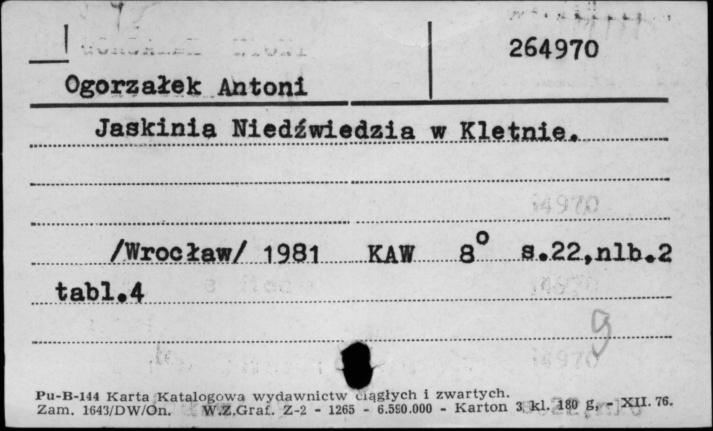 264970
Ogorzałek Antoni
Jaskinia Niedźwiedzia w Kletnie.
/Wrocław/ 1981 KAW 8° s.22,nlb.2
tabl.4
g
Pu-B-144 Karta Katalogowa wydawnictw ciągłych i zwartych.
Zam. 1643/DW/On. W.Z.Graf. Z-2 - 1265 - 6.590.000 - Karton 3 kl. 180 g, - XII. 76.